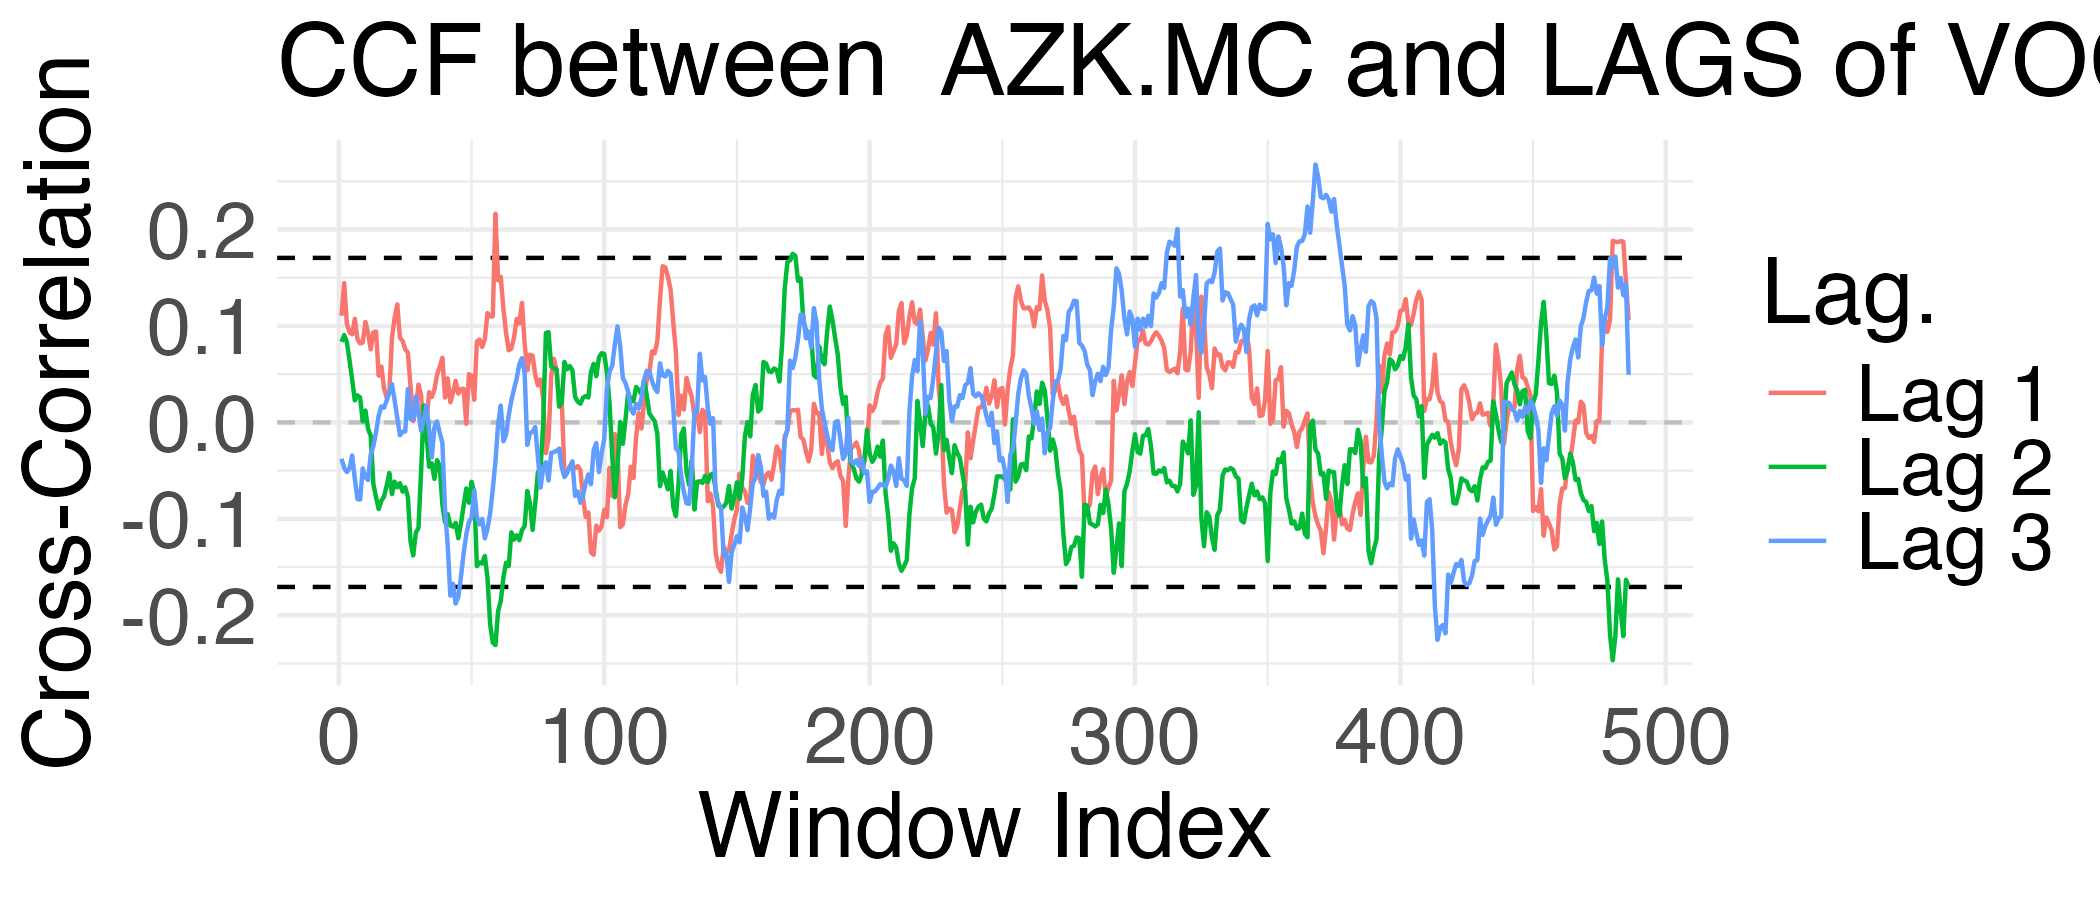 CCF between  AZK.MC and LAGS of
Cross-Correlation
0.2
0.1
0.0
-0.1
-0.2
0
100
200
300
400
500
Window Index
Lag.
Lag 1
Lag 2
Lag 3